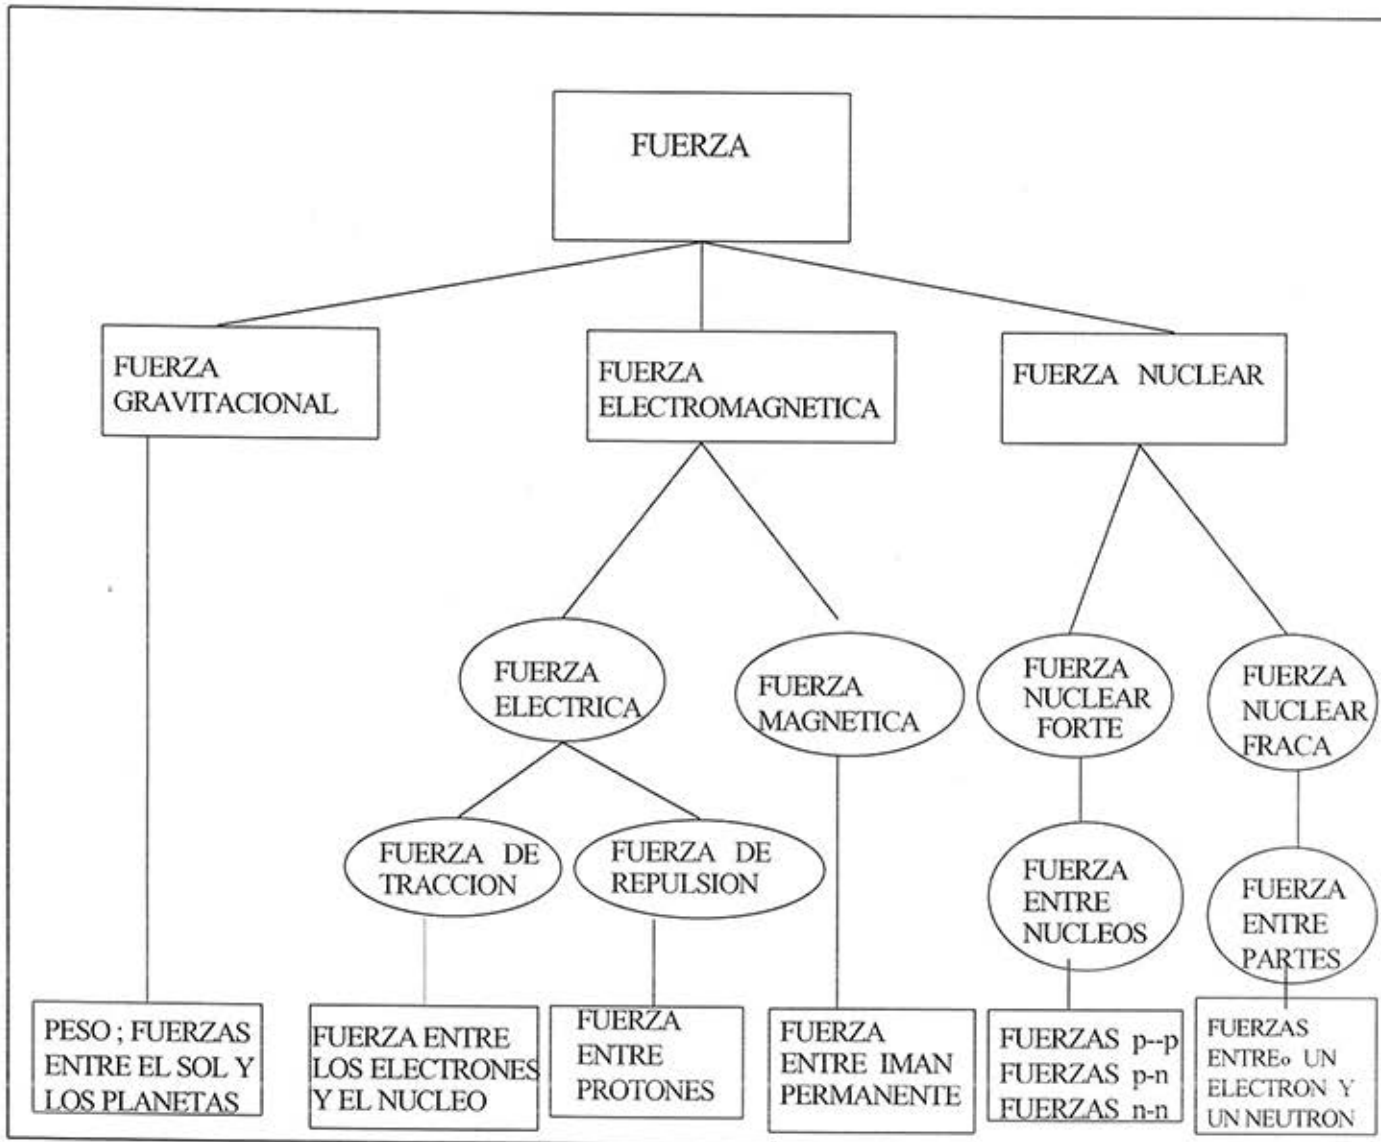 FUERZA
FUERZA
GRAVITACIONAL
FUERZA
ELECTROMAGNETICA
FUERZA NUCLEAR
FUERZA
ELECTRICA
FUERZA
MAGNETICA
FUERZA
NUCLEAR
FORTE
FUERZA
NUCLEAR
FRACA
FUERZA DE
TRACCION
FUERZA DE
REPULSION
FUERZA
ENTRE
NUCLEOS
FUERZA
ENTRE
PARTES
PESO ; FUERZAS
ENTRE EL SOL Y
LOS PLANETAS
FUERZA ENTRE
LOS ELECTRONES
Y EL NUCLEO
FUERZA
ENTRE
PROTONES
FUERZA
ENTRE IMAN
PERMANENTE
FUERZAS p--p
FUERZAS p-n
FUERZAS n-n
FUERZAS
ENTREo UN
ELECTRON Y
UN NEUTRON